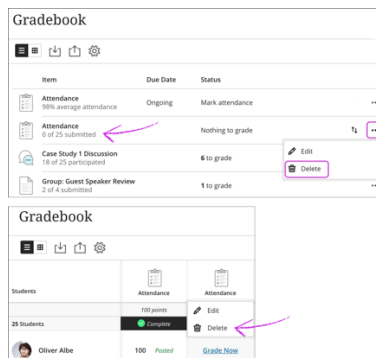 Gradebook
Item Due Date Status
Attendance Ongoing Mark attendance
98% average attendance
Attendance Nothing to grade
0 of 25 submitted
Edit
Case Study 1 Discussion 6 to grade
18 of 25 participated
Delete
Group: Guest Speaker Review 1 to grade
2 of 4 submitted
Gradebook
Students Attendance Attendance
100 points Edit
25 Students Complete Delete
Oliver Albe 100 Posted Grade Now